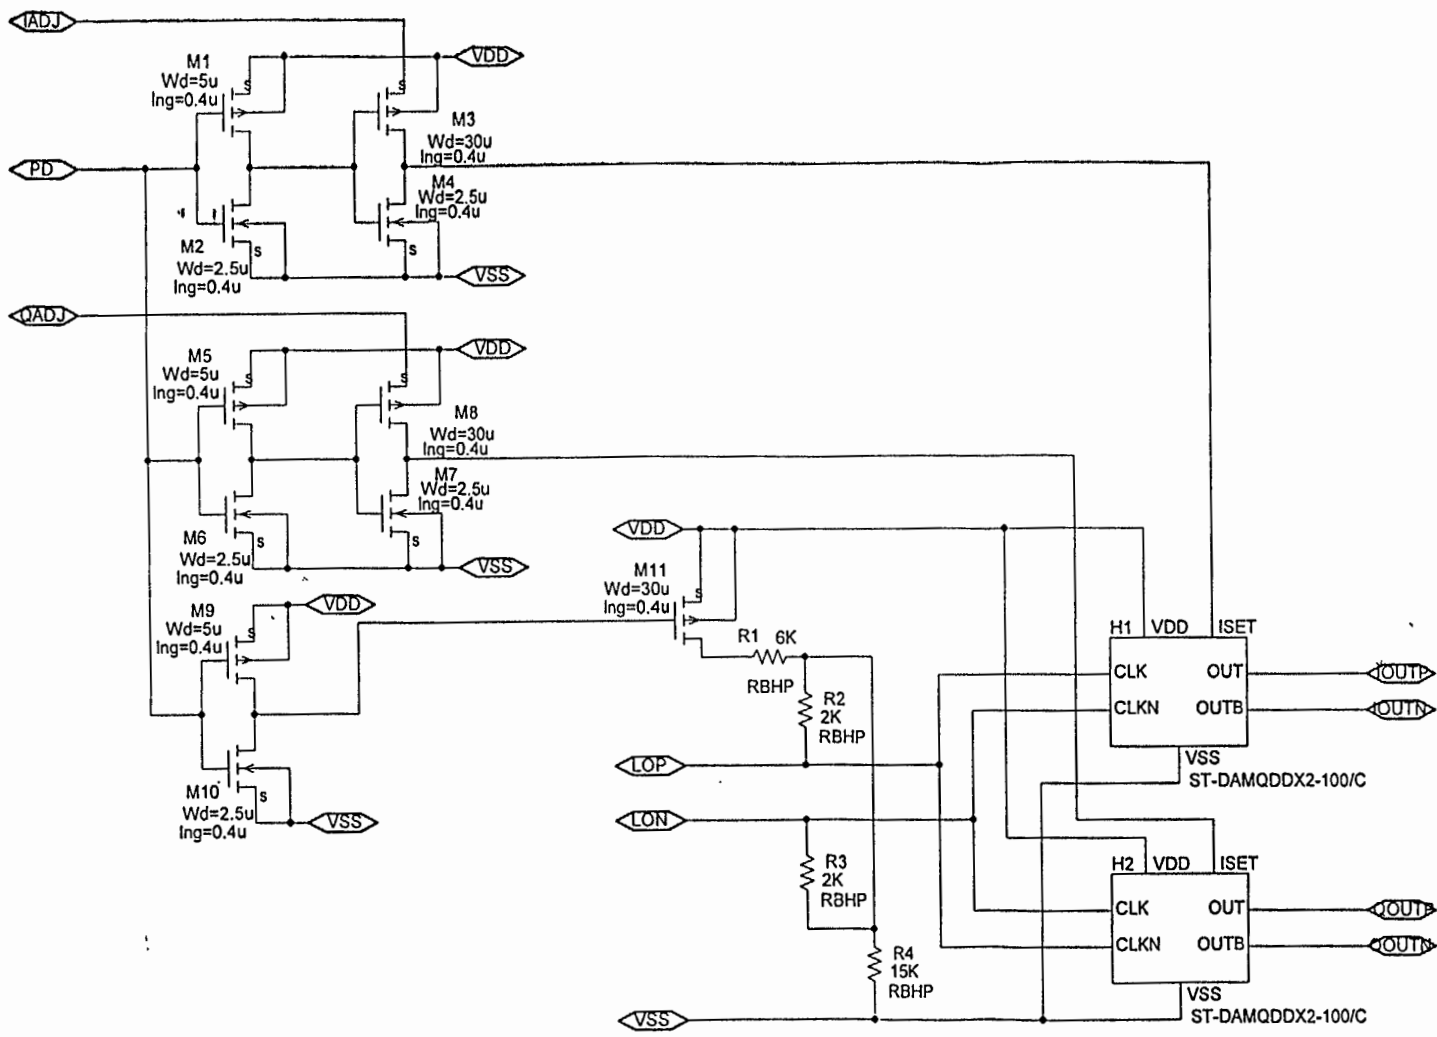 IADJ
M1
Wd=5u
lng=0.4u
S
S
VDD
M3
Wd=30u
lng=0.4u
PD
M4
Wd=2.5u
lng=0.4u
M2
Wd=2.5u
lng=0.4u
S
S
VSS
QADJ
M5
Wd=5u
lng=0.4u
S
S
VDD
M8
Wd=30u
lng=0.4u
M7
Wd=2.5u
lng=0.4u
M6
Wd=2.5u
lng=0.4u
S
S
VSS
VDD
M11
Wd=30u
lng=0.4u
S
M9
Wd=5u
lng=0.4u
S
VDD
R1 6K
RBHP
R2
2K
RBHP
H1 VDD ISET
CLK OUT
CLKN OUTB
VSS
ST-DAMQDDX2-100/C
IOUTP
IOUTN
M10
Wd=2.5u
lng=0.4u
S
VSS
LOP
LON
R3
2K
RBHP
H2 VDD ISET
CLK OUT
CLKN OUTB
VSS
ST-DAMQDDX2-100/C
QOUTP
QOUTN
R4
15K
RBHP
VSS